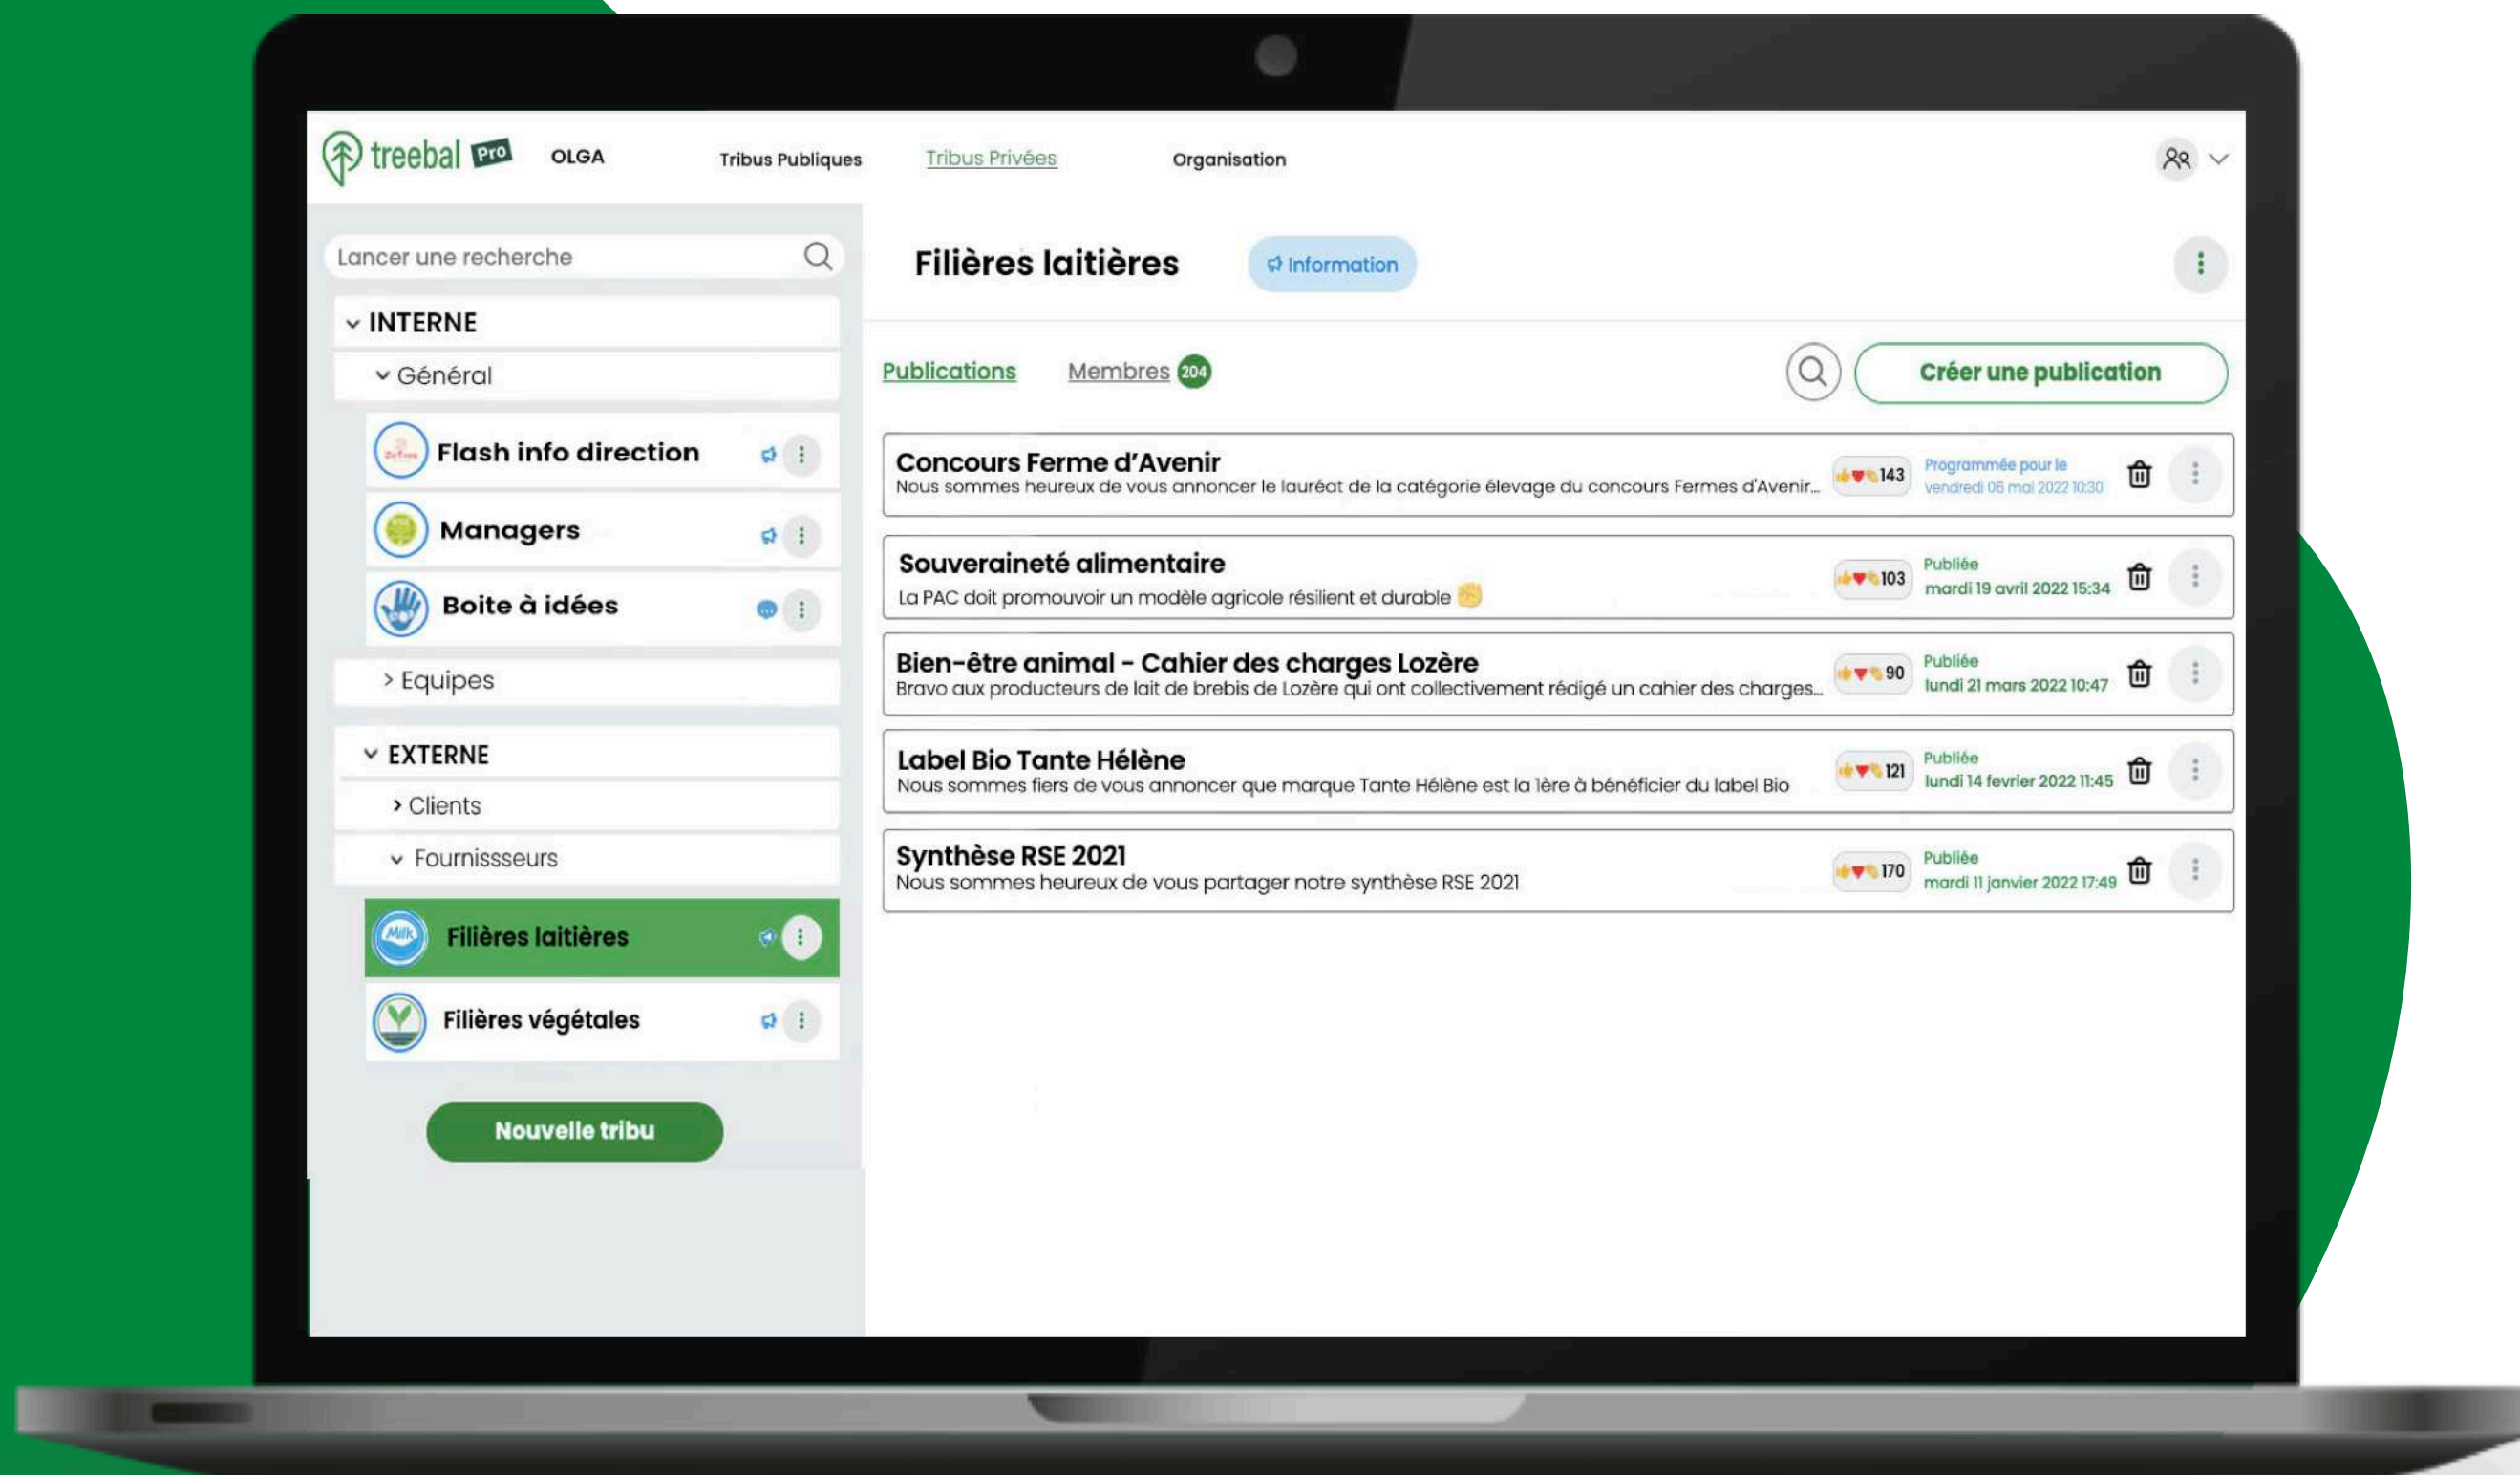 treebal Pro OLGA Tribus Publiques Tribus Privées Organisation
Lancer une recherche
INTERNE
Général
Flash info direction
Managers
Boite à idées
Equipes
EXTERNE
Clients
Fournissseurs
Milk Filières laitières
Filières végétales
Nouvelle tribu
Filières laitières Information
Publications Membres 204 Créer une publication
Concours Ferme d'Avenir
Nous sommes heureux de vous annoncer le lauréat de la catégorie élevage du concours Fermes d'Avenir...
143
Programmée pour le
vendredi 06 mai 2022 10:30
Souveraineté alimentaire
La PAC doit promouvoir un modèle agricole résilient et durable
103
Publiée
mardi 19 avril 2022 15:34
Bien-être animal - Cahier des charges Lozère
Bravo aux producteurs de lait de brebis de Lozère qui ont collectivement rédigé un cahier des charges...
90
Publiée
lundi 21 mars 2022 10:47
Label Bio Tante Hélène
Nous sommes fiers de vous annoncer que marque Tante Hélène est la 1ère à bénéficier du label Bio
121
Publiée
lundi 14 fevrier 2022 11:45
Synthèse RSE 2021
Nous sommes heureux de vous partager notre synthèse RSE 2021
170
Publiée
mardi 11 janvier 2022 17:49